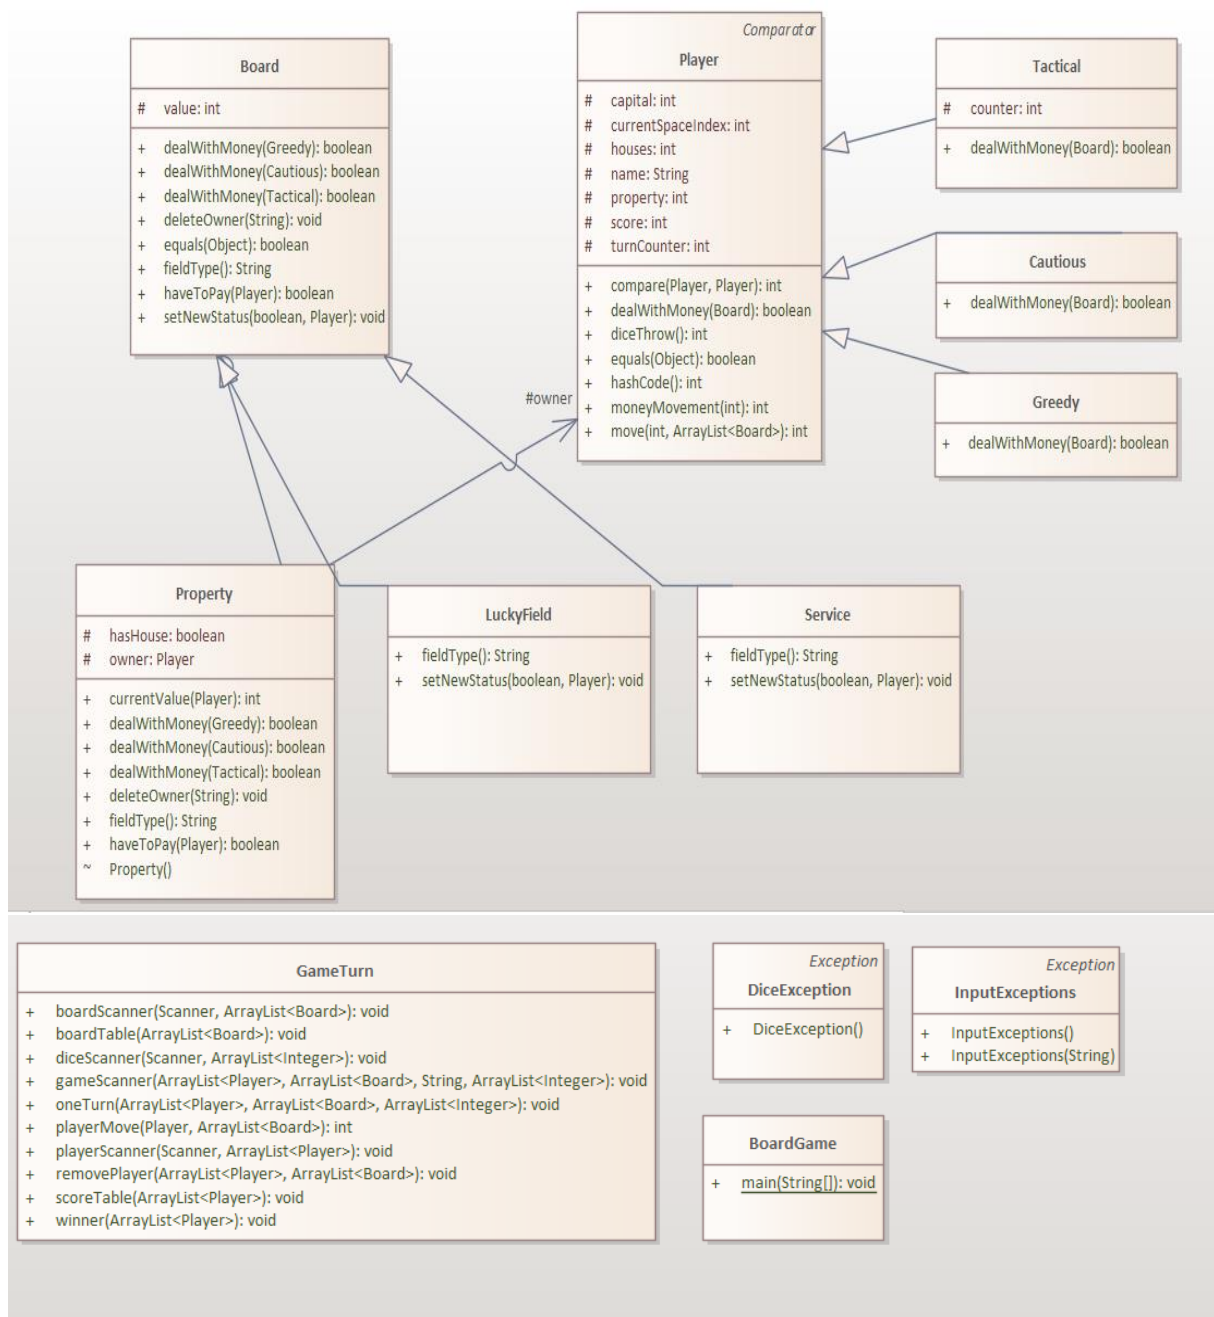 Board
# value: int
+ dealWithMoney(Greedy): boolean
+ dealWithMoney(Cautious): boolean
+ dealWithMoney(Tactical): boolean
+ deleteOwner(String): void
+ equals(Object): boolean
+ fieldType(): String
+ haveToPay(Player): boolean
+ setNewStatus(boolean, Player): void
Comparator
Player
# capital: int
# currentSpaceIndex: int
# houses: int
# name: String
# property: int
# score: int
# turnCounter: int
+ compare(Player, Player): int
+ dealWithMoney(Board): boolean
+ diceThrow(): int
+ equals(Object): boolean
+ hashCode(): int
+ moneyMovement(int): int
+ move(int, ArrayList<Board>): int
Tactical
# counter: int
+ dealWithMoney(Board): boolean
Cautious
+ dealWithMoney(Board): boolean
Greedy
+ dealWithMoney(Board): boolean
#owner
Property
# hasHouse: boolean
# owner: Player
+ currentValue(Player): int
+ dealWithMoney(Greedy): boolean
+ dealWithMoney(Cautious): boolean
+ dealWithMoney(Tactical): boolean
+ deleteOwner(String): void
+ fieldType(): String
+ haveToPay(Player): boolean
~ Property()
LuckyField
+ fieldType(): String
+ setNewStatus(boolean, Player): void
Service
+ fieldType(): String
+ setNewStatus(boolean, Player): void
GameTurn
+ boardScanner(Scanner, ArrayList<Board>): void
+ boardTable(ArrayList<Board>): void
+ diceScanner(Scanner, ArrayList<Integer>): void
+ gameScanner(ArrayList<Player>, ArrayList<Board>, String, ArrayList<Integer>): void
+ oneTurn(ArrayList<Player>, ArrayList<Board>, ArrayList<Integer>): void
+ playerMove(Player, ArrayList<Board>): int
+ playerScanner(Scanner, ArrayList<Player>): void
+ removePlayer(ArrayList<Player>, ArrayList<Board>): void
+ scoreTable(ArrayList<Player>): void
+ winner(ArrayList<Player>): void
Exception
DiceException
+ DiceException()
Exception
InputExceptions
+ InputExceptions()
+ InputExceptions(String)
BoardGame
+ main(String[]): void